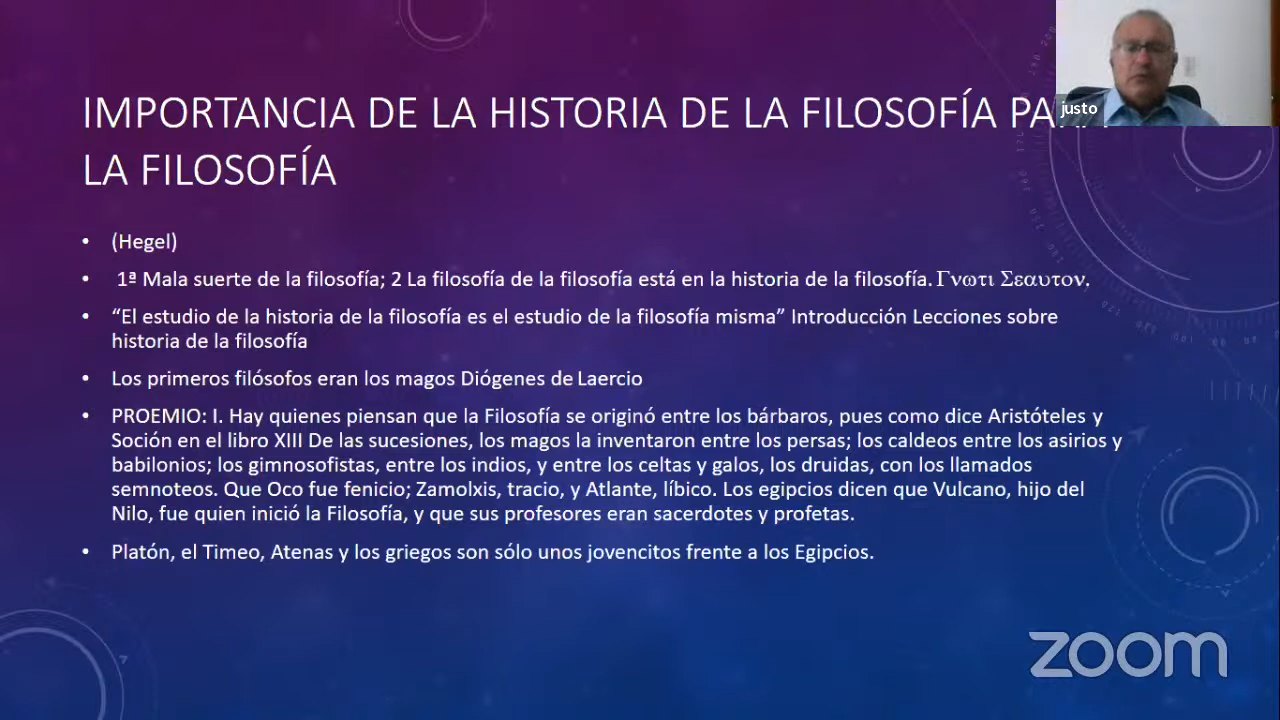 IMPORTANCIA DE LA HISTORIA DE LA FILOSOFÍA
LA FILOSOFÍA
justo
• (Hegel)
• 1ª Mala suerte de la filosofía; 2 La filosofía de la filosofía está en la historia de la filosofía. Γνωτι Σεαυτον.
• “El estudio de la historia de la filosofía es el estudio de la filosofía misma” Introducción Lecciones sobre
historia de la filosofía
• Los primeros filósofos eran los magos Diógenes de Laercio
• PROEMIO: I. Hay quienes piensan que la Filosofía se originó entre los bárbaros, pues como dice Aristóteles y
Soción en el libro XIII De las sucesiones, los magos la inventaron entre los persas; los caldeos entre los asirios y
babilonios; los gimnosofistas, entre los indios, y entre los celtas y galos, los druidas, con los llamados
semnoteos. Que Oco fue fenicio; Zamolxis, tracio, y Atlante, líbico. Los egipcios dicen que Vulcano, hijo del
Nilo, fue quien inició la Filosofía, y que sus profesores eran sacerdotes y profetas.
• Platón, el Timeo, Atenas y los griegos son sólo unos jovencitos frente a los Egipcios.
zoom